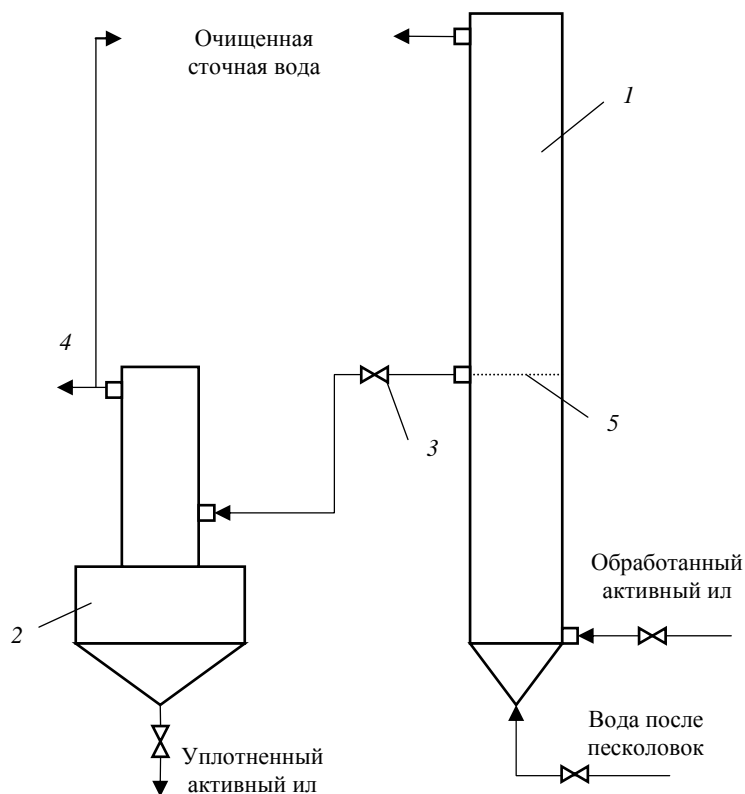 Очищенная
сточная вода
1
4
5
3
Обработанный
активный ил
2
Вода после
песколовок
Уплотненный
активный ил